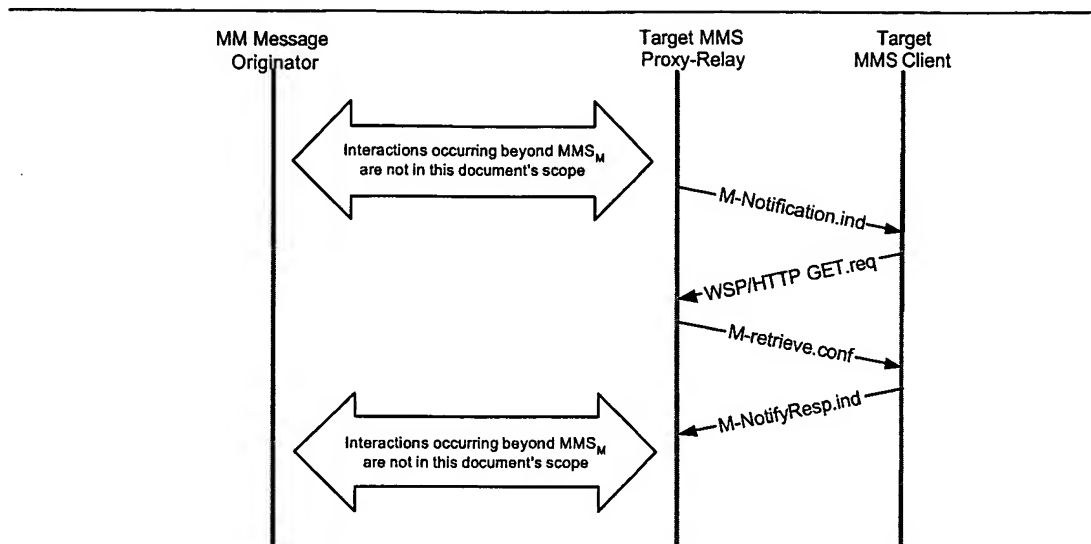 MM Message
Originator
Target MMS
Proxy-Relay
Target
MMS Client
Interactions occurring beyond MMS_M
are not in this document's scope
M-Notification.ind
WSP/HTTP GET.req
M-retrieve.conf
M-NotifyResp.ind
Interactions occurring beyond MMS_M
are not in this document's scope